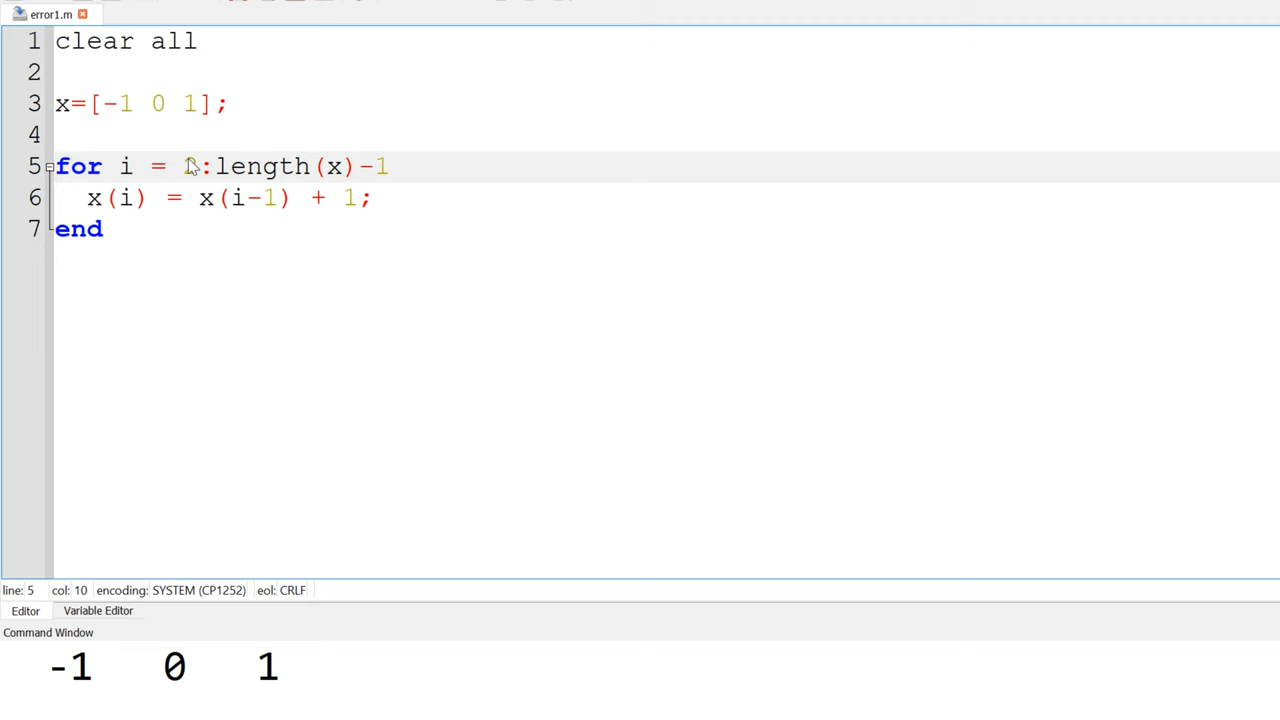 error1.m
1 clear all
2
3 x=[-1 0 1];
4
5 for i = 2:length(x)-1
6 x(i) = x(i-1) + 1;
7 end
line: 5 col: 10 encoding: SYSTEM (CP1252) eol: CRLF
Editor Variable Editor
Command Window
-1 0 1